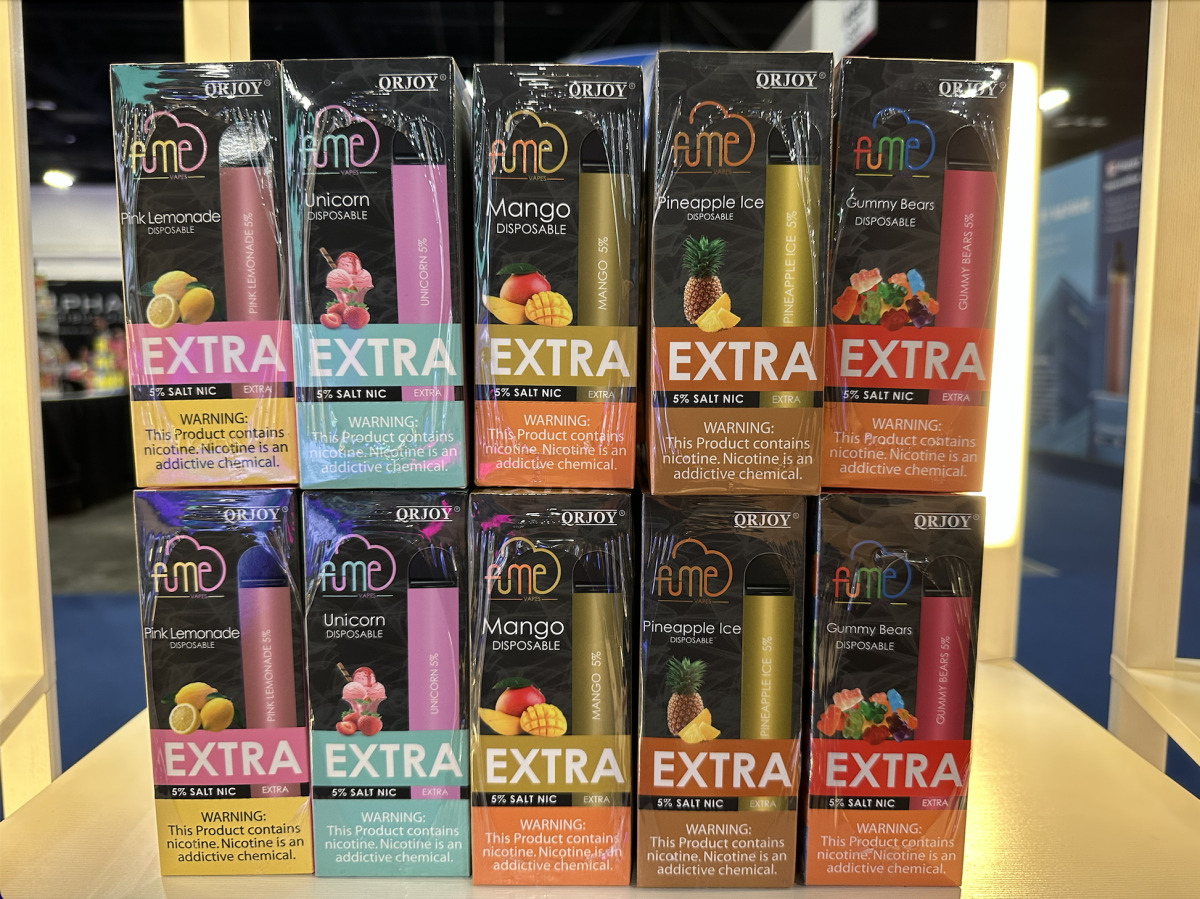 QRJOY®
fume
VAPES
Pink Lemonade
DISPOSABLE
PINK LEMONADE 5%
EXTRA
5% SALT NIC EXTRA
WARNING:
This Product contains
nicotine. Nicotine is an
addictive chemical.
QRJOY®
fume
VAPES
Unicorn
DISPOSABLE
UNICORN 5%
EXTRA
5% SALT NIC EXTRA
WARNING:
This Product contains
nicotine. Nicotine is an
addictive chemical.
QRJOY®
fume
VAPES
Mango
DISPOSABLE
MANGO 5%
EXTRA
5% SALT NIC EXTRA
WARNING:
This Product contains
nicotine. Nicotine is an
addictive chemical.
QRJOY®
fume
VAPES
Pineapple Ice
DISPOSABLE
PINEAPPLE ICE 5%
EXTRA
5% SALT NIC EXTRA
WARNING:
This Product contains
nicotine. Nicotine is an
addictive chemical.
QRJOY®
fume
Gummy Bears
DISPOSABLE
GUMMY BEARS 5%
EXTRA
5% SALT NIC EXTRA
WARNING:
This Product contains
nicotine. Nicotine is an
addictive chemical.
QRJOY®
fume
VAPES
Pink Lemonade
DISPOSABLE
PINK LEMONADE 5%
EXTRA
5% SALT NIC EXTRA
WARNING:
This Product contains
nicotine. Nicotine is an
addictive chemical.
QRJOY®
fume
VAPES
Unicorn
DISPOSABLE
UNICORN 5%
EXTRA
5% SALT NIC EXTRA
WARNING:
This Product contains
nicotine. Nicotine is an
addictive chemical.
QRJOY®
fume
VAPES
Mango
DISPOSABLE
MANGO 5%
EXTRA
5% SALT NIC EXTRA
WARNING:
This Product contains
nicotine. Nicotine is an
addictive chemical.
QRJOY®
fume
VAPES
Pineapple Ice
DISPOSABLE
PINEAPPLE ICE 5%
EXTRA
5% SALT NIC EXTRA
WARNING:
This Product contains
nicotine. Nicotine is an
addictive chemical.
QRJOY®
fume
Gummy Bears
DISPOSABLE
GUMMY BEARS 5%
EXTRA
5% SALT NIC EXTRA
WARNING:
This Product contains
nicotine. Nicotine is an
addictive chemical.